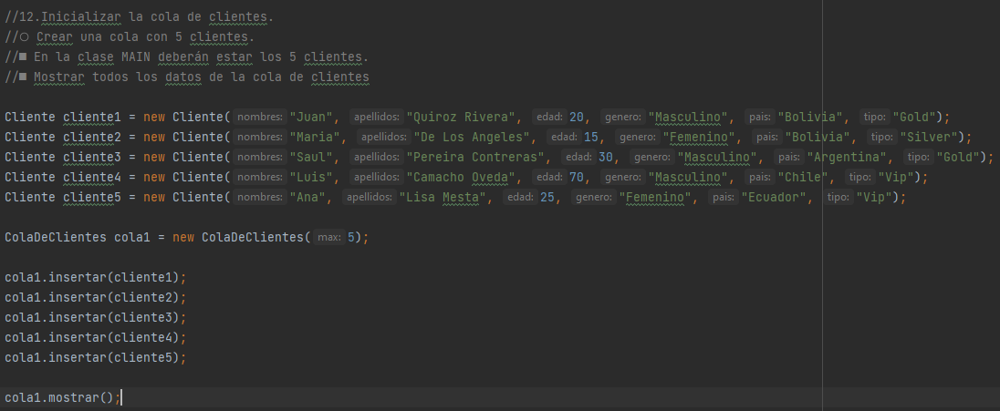 //12.Inicializar la cola de clientes.
//○ Crear una cola con 5 clientes.
//■ En la clase MAIN deberán estar los 5 clientes.
//■ Mostrar todos los datos de la cola de clientes
Cliente cliente1 = new Cliente( nombres: "Juan", apellidos: "Quiroz Rivera", edad: 20, genero: "Masculino", pais: "Bolivia", tipo: "Gold");
Cliente cliente2 = new Cliente( nombres: "Maria", apellidos: "De Los Angeles", edad: 15, genero: "Femenino", pais: "Bolivia", tipo: "Silver");
Cliente cliente3 = new Cliente( nombres: "Saul", apellidos: "Pereira Contreras", edad: 30, genero: "Masculino", pais: "Argentina", tipo: "Gold");
Cliente cliente4 = new Cliente( nombres: "Luis", apellidos: "Camacho Oveda", edad: 70, genero: "Masculino", pais: "Chile", tipo: "Vip");
Cliente cliente5 = new Cliente( nombres: "Ana", apellidos: "Lisa Mesta", edad: 25, genero: "Femenino", pais: "Ecuador", tipo: "Vip");
ColaDeClientes cola1 = new ColaDeClientes( max: 5);
cola1.insertar(cliente1);
cola1.insertar(cliente2);
cola1.insertar(cliente3);
cola1.insertar(cliente4);
cola1.insertar(cliente5);
cola1.mostrar();